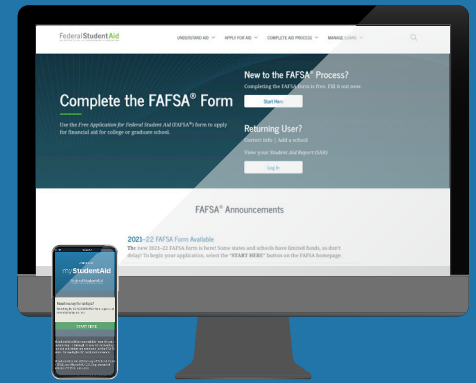 Federal Student Aid
UNDERSTAND AID
APPLY FOR AID
COMPLETE AID PROCESS
MANAGE LOANS
Complete the FAFSA® Form
Use the Free Application for Federal Student Aid (FAFSA®) form to apply
for financial aid for college or graduate school.
New to the FAFSA® Process?
Completing the FAFSA form is free. Fill it out now.
Start Here
Returning User?
Correct info | Add a school
View your Student Aid Report (SAR)
Log In
FAFSA® Announcements
2021–22 FAFSA Form Available
The new 2021–22 FAFSA form is here! Some states and schools have limited funds, so don't
delay! To begin your application, select the "START HERE" button on the FAFSA homepage.
myStudentAid
START HERE